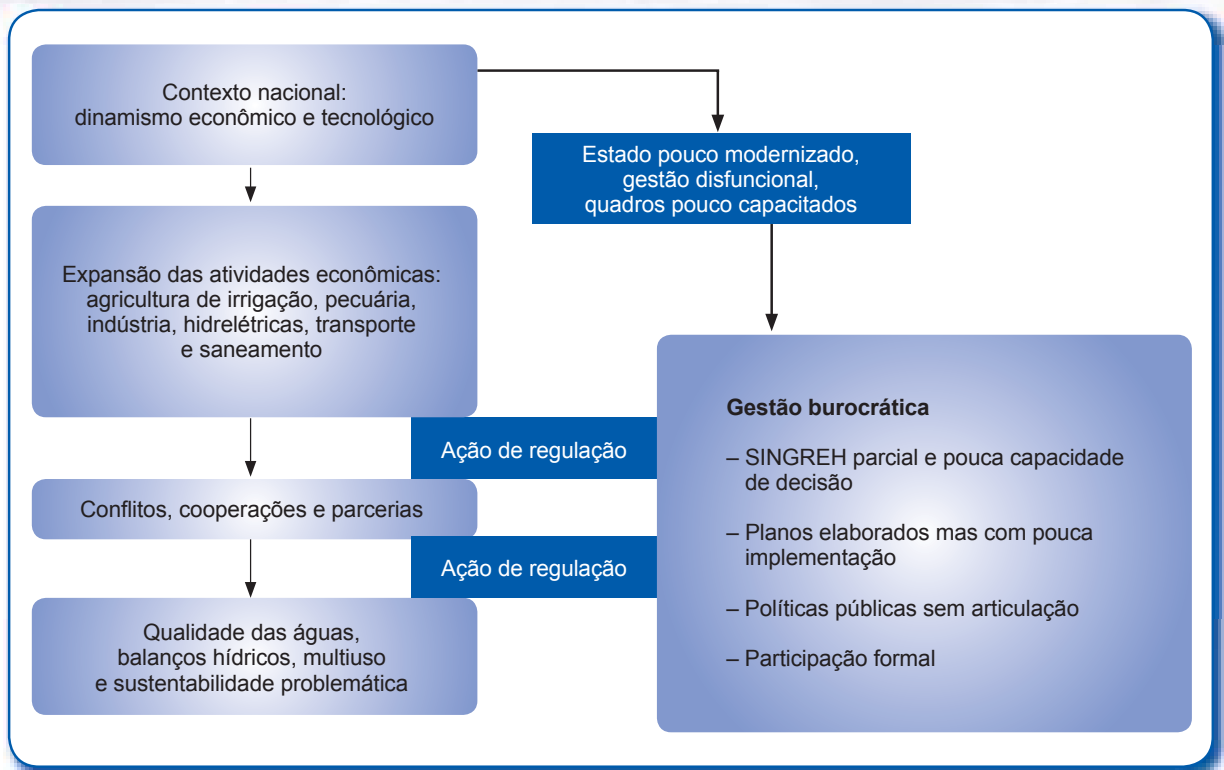 Contexto nacional:
dinamismo econômico e tecnológico
Estado pouco modernizado,
gestão disfuncional,
quadros pouco capacitados
Expansão das atividades econômicas:
agricultura de irrigação, pecuária,
indústria, hidrelétricas, transporte
e saneamento
Ação de regulação
Conflitos, cooperações e parcerias
Ação de regulação
Qualidade das águas,
balanços hídricos, multiuso
e sustentabilidade problemática
Gestão burocrática
– SINGREH parcial e pouca capacidade
de decisão
– Planos elaborados mas com pouca
implementação
– Políticas públicas sem articulação
– Participação formal